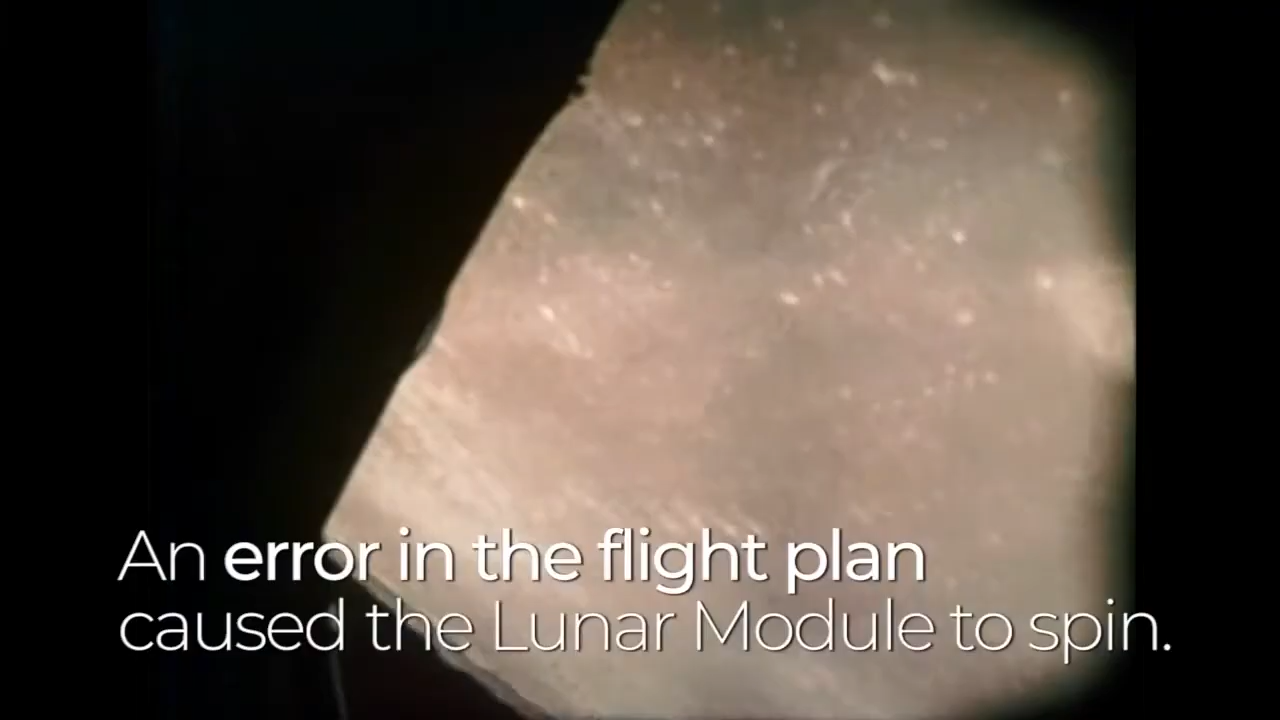 An error in the flight plan
caused the Lunar Module to spin.